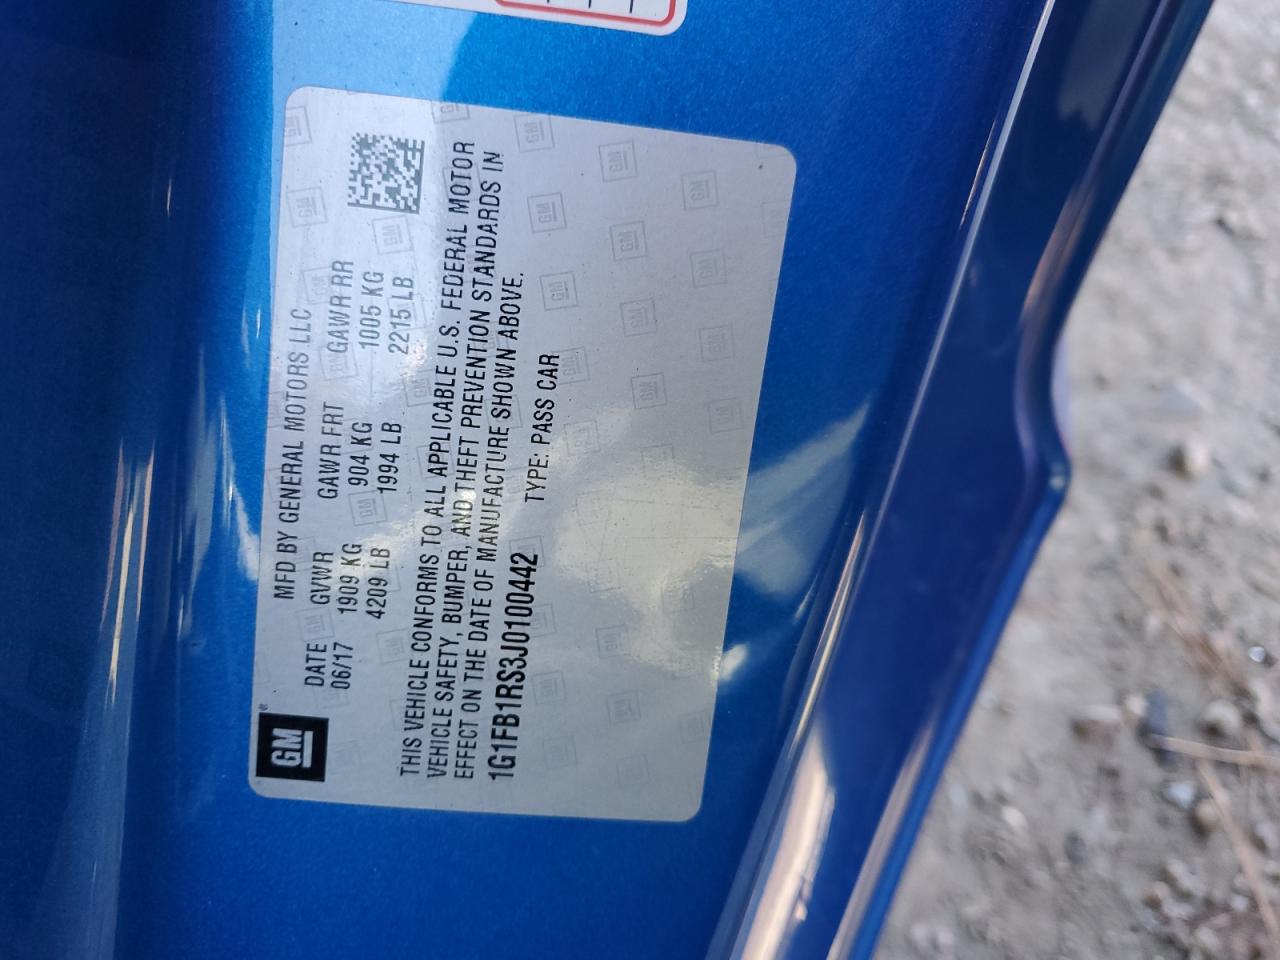 GM
MFD BY GENERAL MOTORS LLC
DATE GVWR GAWR FRT GAWR RR
06/17 1909 KG 904 KG 1005 KG
4209 LB 1994 LB 2215 LB
THIS VEHICLE CONFORMS TO ALL APPLICABLE U.S. FEDERAL MOTOR
VEHICLE SAFETY, BUMPER, AND THEFT PREVENTION STANDARDS IN
EFFECT ON THE DATE OF MANUFACTURE SHOWN ABOVE.
1G1FB1RS3J0100442 TYPE: PASS CAR